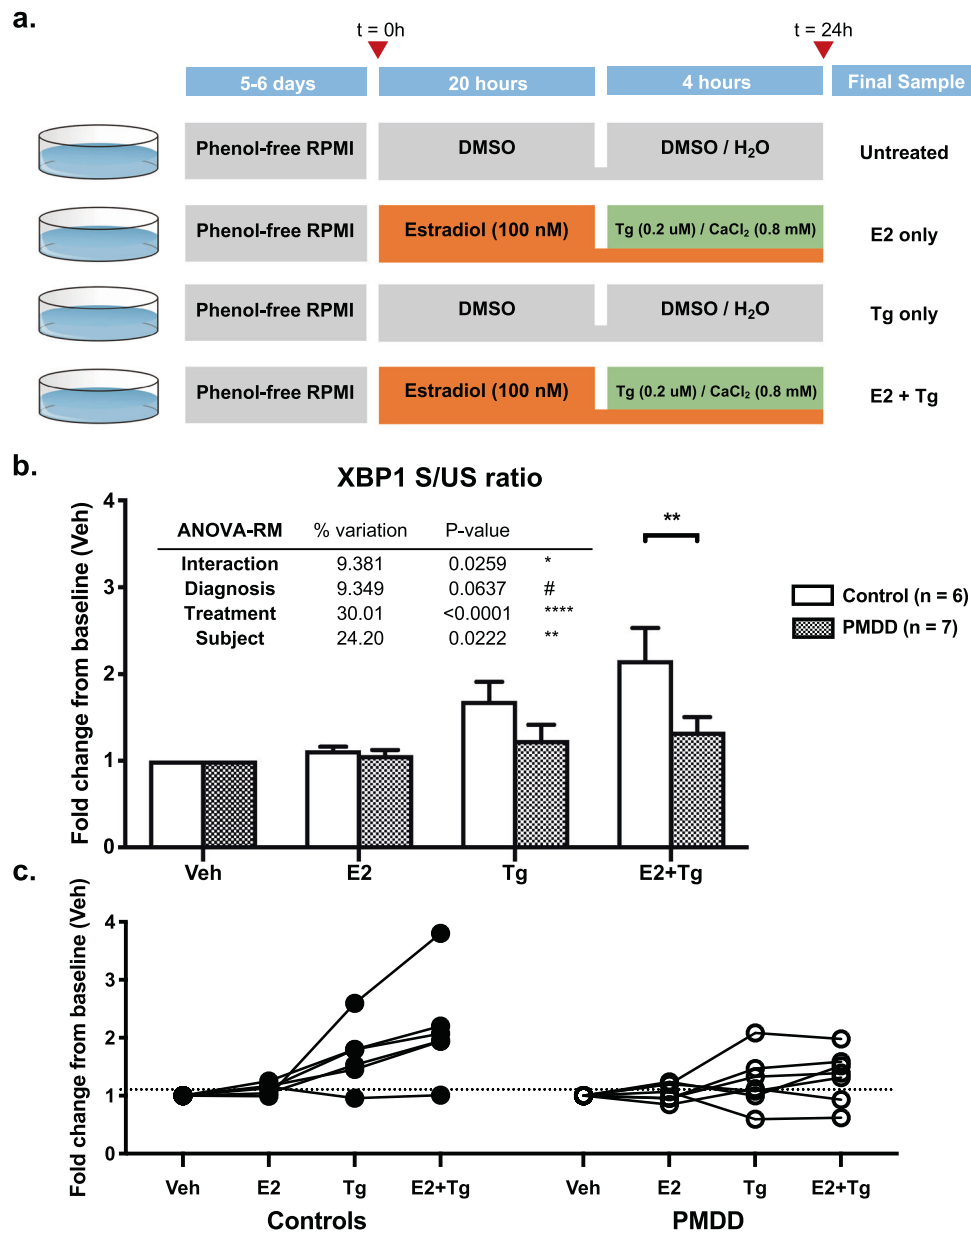 a.
t = 0h
t = 24h
5-6 days
20 hours
4 hours
Final Sample
Phenol-free RPMI
DMSO
DMSO / H₂O
Untreated
Phenol-free RPMI
Estradiol (100 nM)
Tg (0.2 uM) / CaCl₂ (0.8 mM)
E2 only
Phenol-free RPMI
DMSO
DMSO / H₂O
Tg only
Phenol-free RPMI
Estradiol (100 nM)
Tg (0.2 uM) / CaCl₂ (0.8 mM)
E2 + Tg
b.
XBP1 S/US ratio
Fold change from baseline (Veh)
4
3
2
1
0
ANOVA-RM % variation P-value
Interaction 9.381 0.0259 *
Diagnosis 9.349 0.0637 #
Treatment 30.01 <0.0001 ****
Subject 24.20 0.0222 **
**
Control (n = 6)
PMDD (n = 7)
Veh E2 Tg E2+Tg
c.
Fold change from baseline (Veh)
4
3
2
1
0
Veh E2 Tg E2+Tg Veh E2 Tg E2+Tg
Controls PMDD